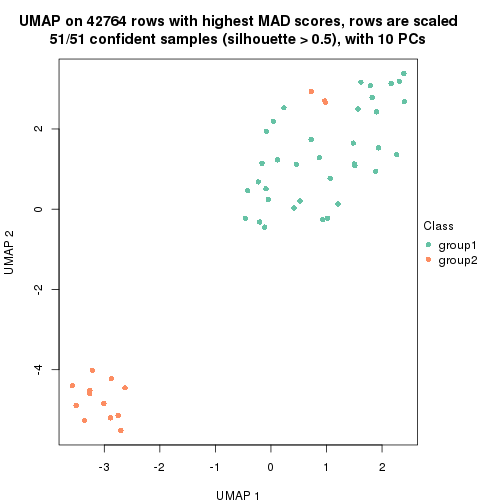 UMAP on 42764 rows with highest MAD scores, rows are scaled
51/51 confident samples (silhouette > 0.5), with 10 PCs
UMAP 2
2
0
-2
-4
-3
-2
-1
0
1
2
UMAP 1
Class
group1
group2